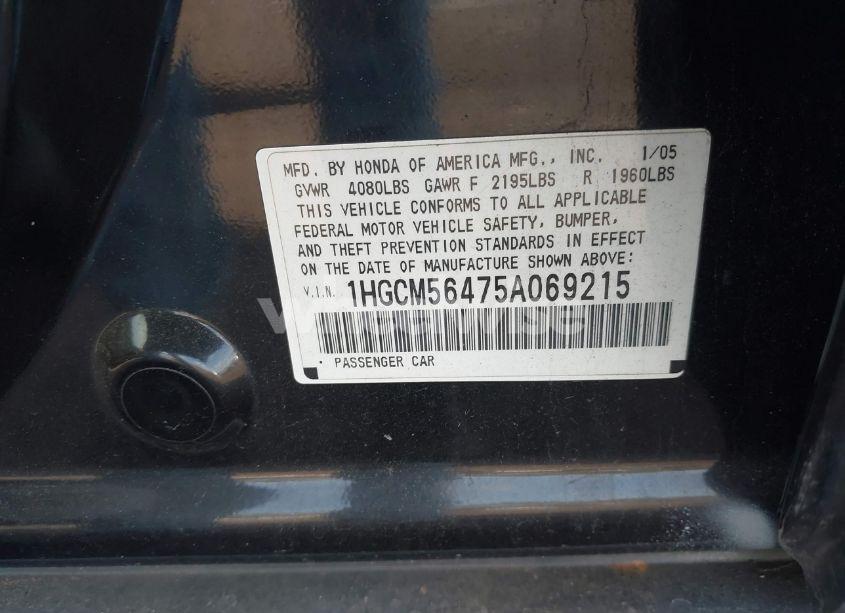 MFD. BY HONDA OF AMERICA MFG., INC. 1/05
GVWR 4080LBS GAWR F 2195LBS R 1960LBS
THIS VEHICLE CONFORMS TO ALL APPLICABLE
FEDERAL MOTOR VEHICLE SAFETY, BUMPER,
AND THEFT PREVENTION STANDARDS IN EFFECT
ON THE DATE OF MANUFACTURE SHOWN ABOVE:
V.I.N. 1HGCM56475A069215
PASSENGER CAR